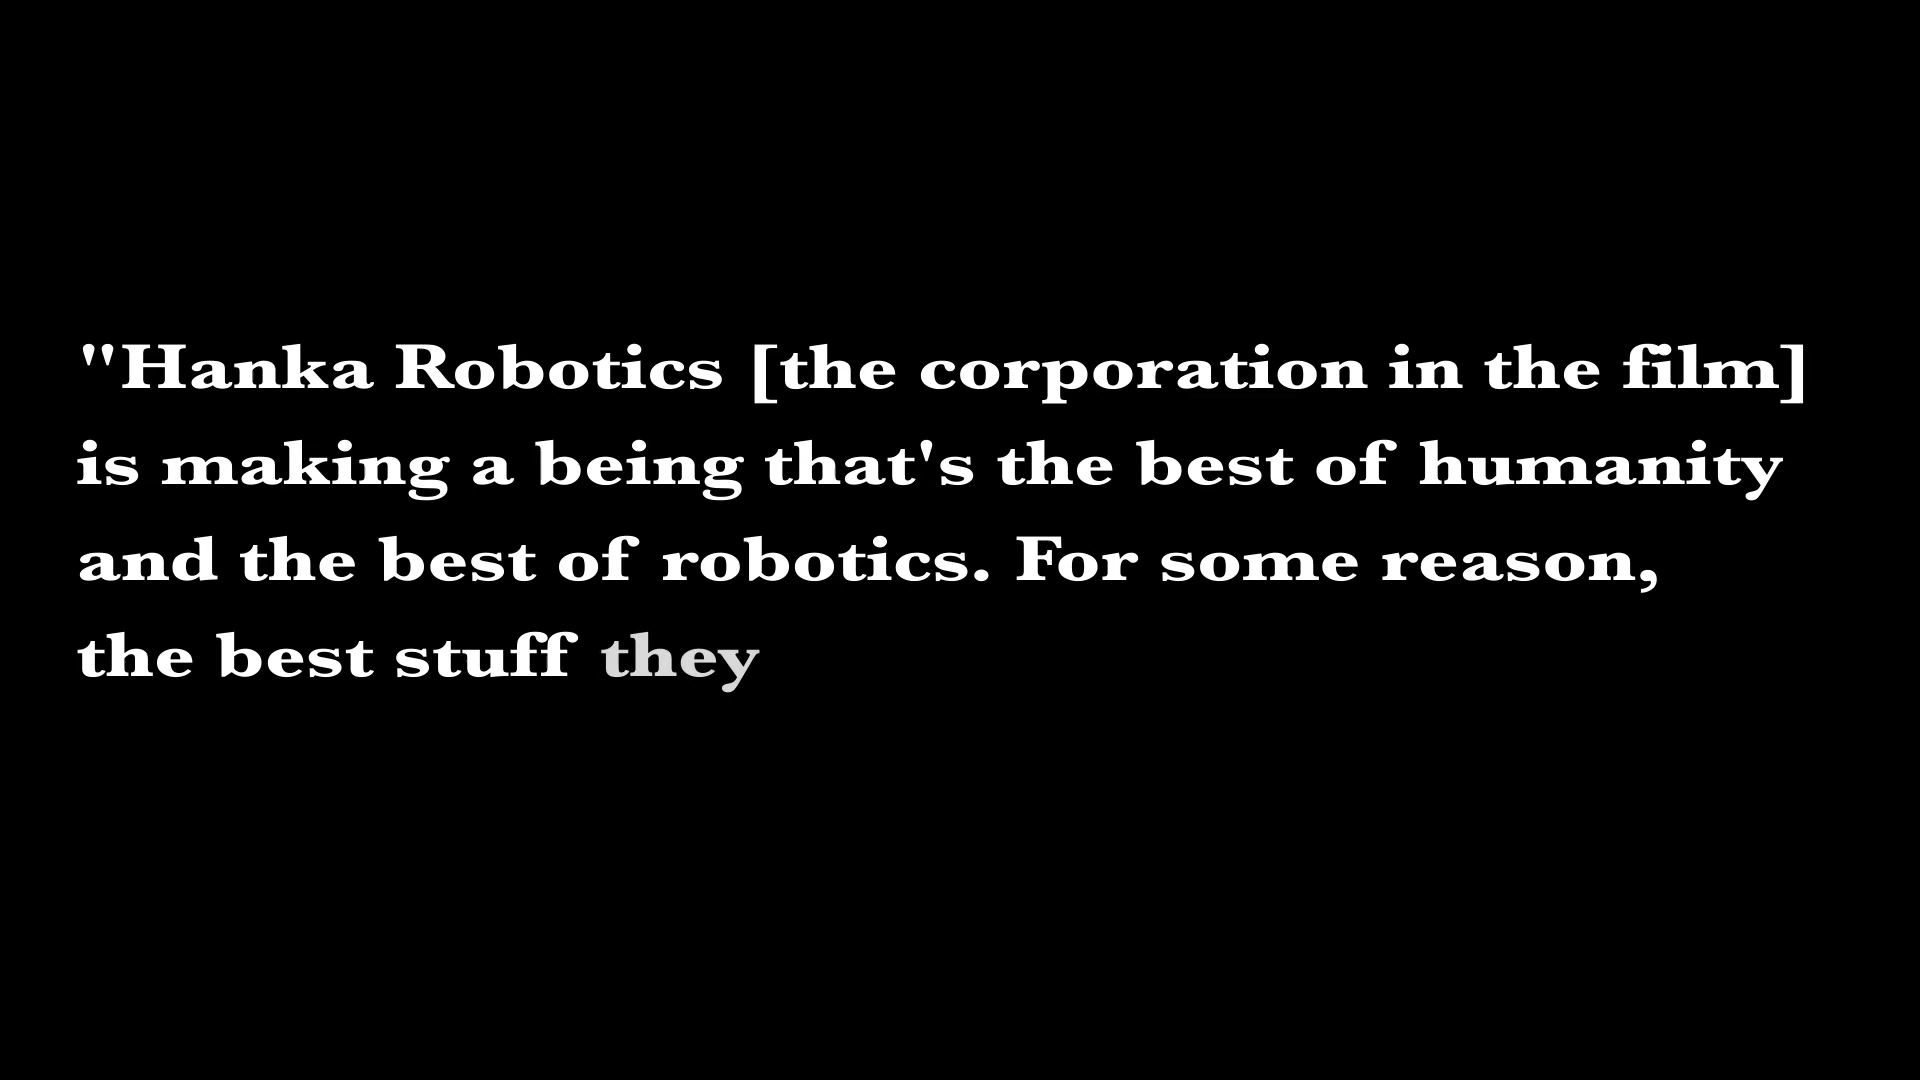 "Hanka Robotics [the corporation in the film]
is making a being that's the best of humanity
and the best of robotics. For some reason,
the best stuff they